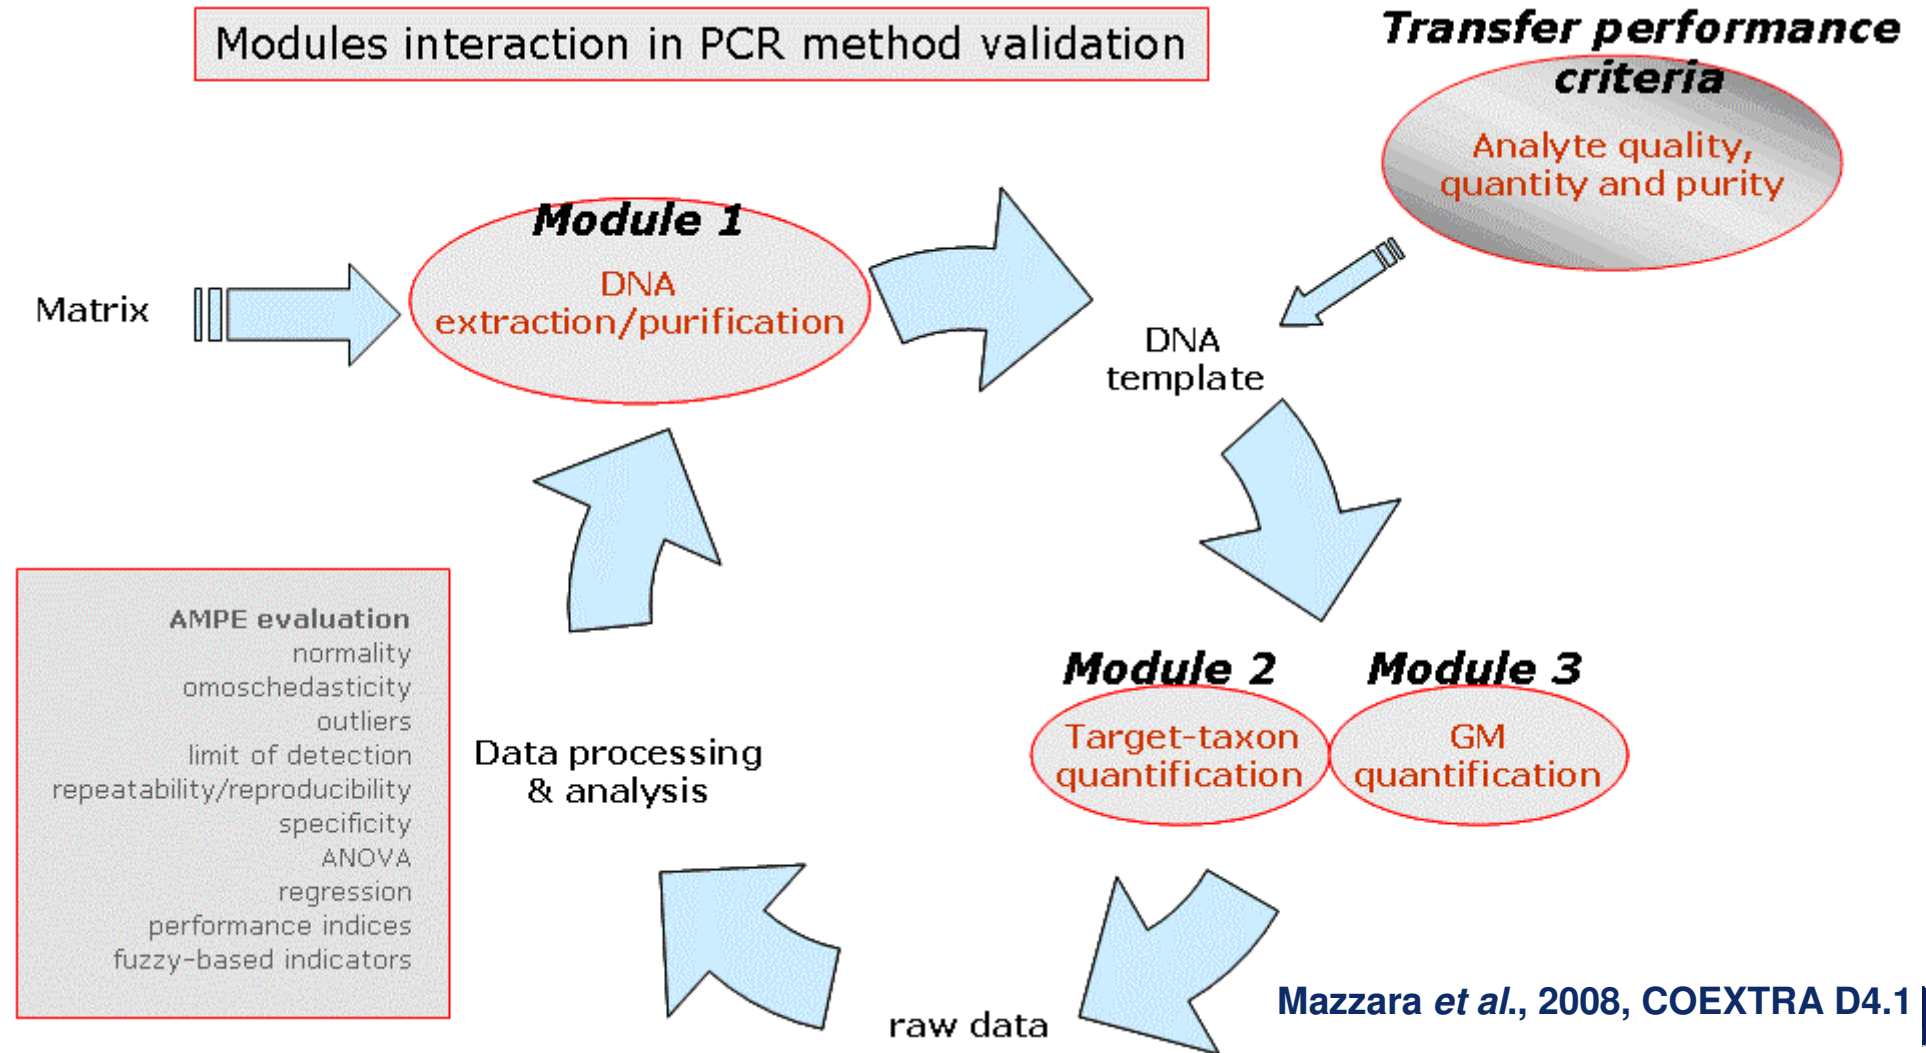 Modules interaction in PCR method validation
Transfer performance
criteria
Analyte quality,
quantity and purity
Matrix
Module 1
DNA
extraction/purification
DNA
template
Module 2
Target-taxon
quantification
Module 3
GM
quantification
raw data
Data processing
& analysis
AMPE evaluation
normality
omoschedasticity
outliers
limit of detection
repeatability/reproducibility
specificity
ANOVA
regression
performance indices
fuzzy-based indicators
Mazzara et al., 2008, COEXTRA D4.1